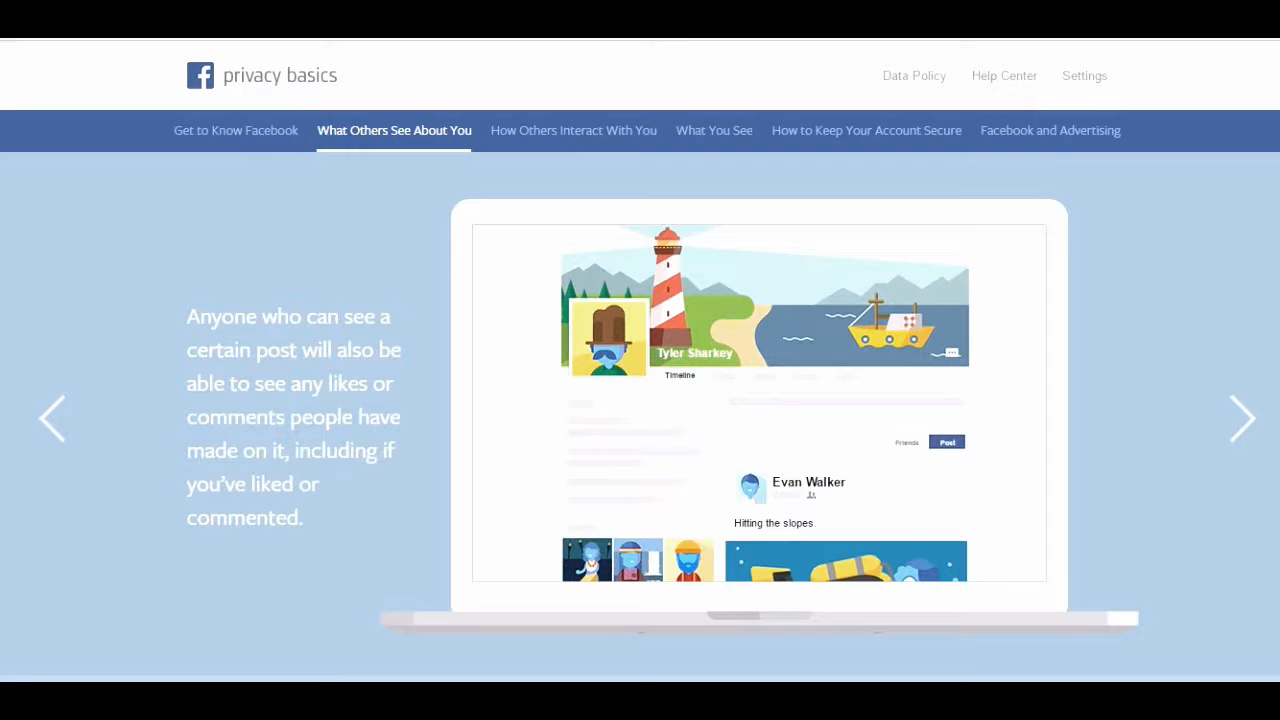 privacy basics
Data Policy Help Center Settings
Get to Know Facebook What Others See About You How Others Interact With You What You See How to Keep Your Account Secure Facebook and Advertising
Anyone who can see a
certain post will also be
able to see any likes or
comments people have
made on it, including if
you've liked or
commented.
Tyler Sharkey
Timeline
Friends Post
Evan Walker
Hitting the slopes